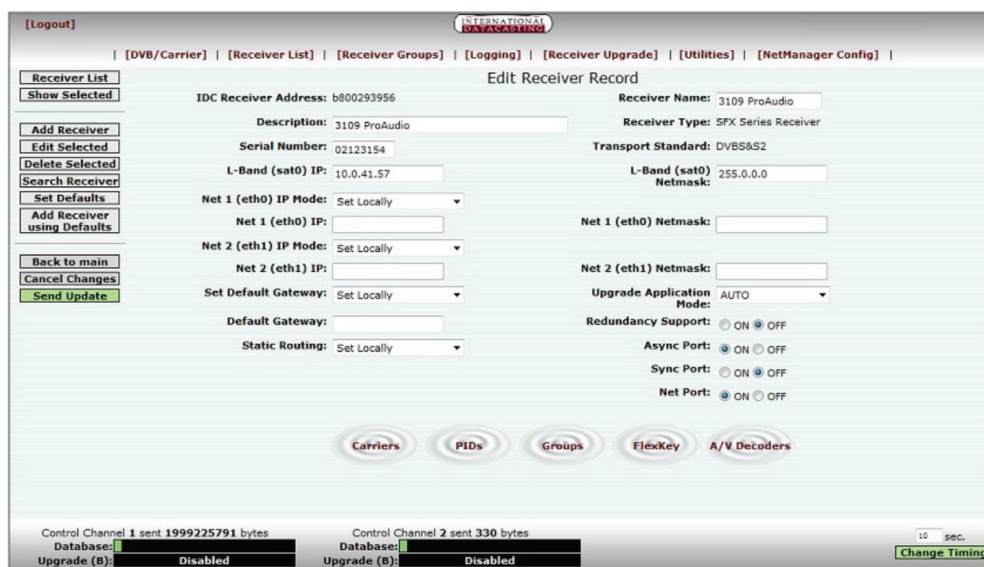 [Logout]
INTERNATIONAL
DATACASTING
| [DVB/Carrier] | [Receiver List] | [Receiver Groups] | [Logging] | [Receiver Upgrade] | [Utilities] | [NetManager Config] |
Receiver List
Show Selected
Add Receiver
Edit Selected
Delete Selected
Search Receiver
Set Defaults
Add Receiver
using Defaults
Back to main
Cancel Changes
Send Update
Edit Receiver Record
IDC Receiver Address: b800293956
Receiver Name: 3109 ProAudio
Description: 3109 ProAudio
Receiver Type: SFX Series Receiver
Serial Number: 02123154
Transport Standard: DVBS&S2
L-Band (sat0) IP: 10.0.41.57
L-Band (sat0)
Netmask: 255.0.0.0
Net 1 (eth0) IP Mode: Set Locally
Net 1 (eth0) IP:
Net 1 (eth0) Netmask:
Net 2 (eth1) IP Mode: Set Locally
Net 2 (eth1) IP:
Net 2 (eth1) Netmask:
Set Default Gateway: Set Locally
Upgrade Application
Mode: AUTO
Default Gateway:
Redundancy Support: ON OFF
Static Routing: Set Locally
Async Port: ON OFF
Sync Port: ON OFF
Net Port: ON OFF
Carriers
PIDs
Groups
FlexKey
A/V Decoders
Control Channel 1 sent 1999225791 bytes
Database:
Upgrade (B): Disabled
Control Channel 2 sent 330 bytes
Database:
Upgrade (B): Disabled
10 sec.
Change Timing